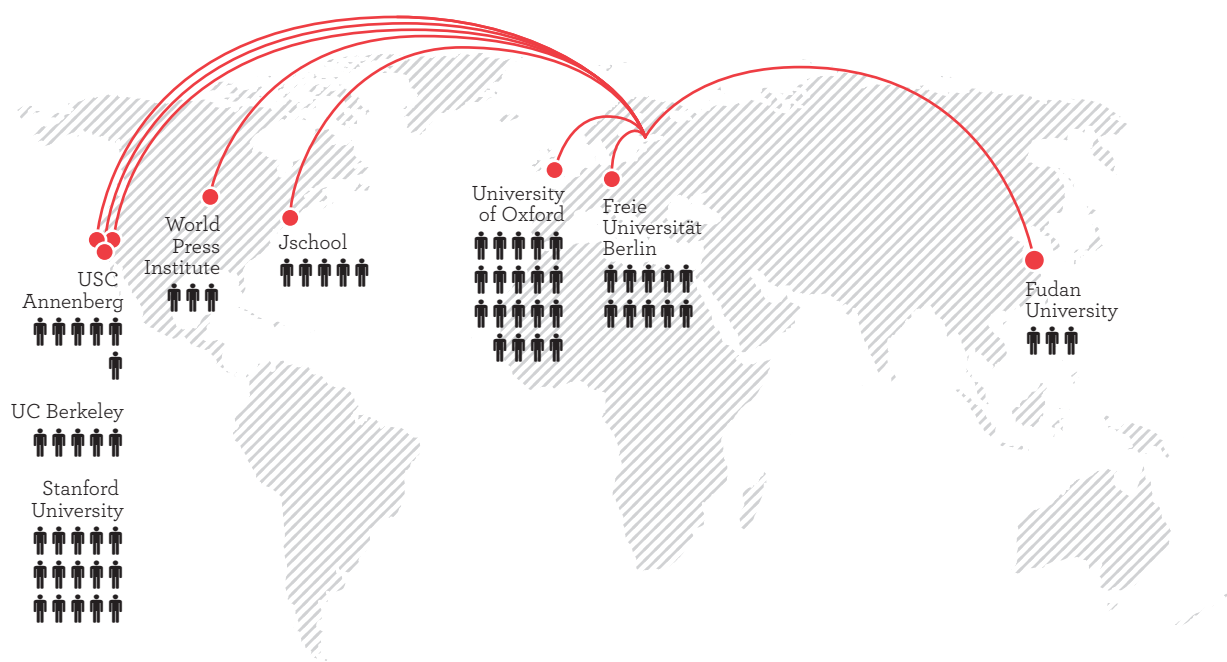 USC
Annenberg
UC Berkeley
Stanford
University
World
Press
Institute
Jschool
University
of Oxford
Freie
Universität
Berlin
Fudan
University